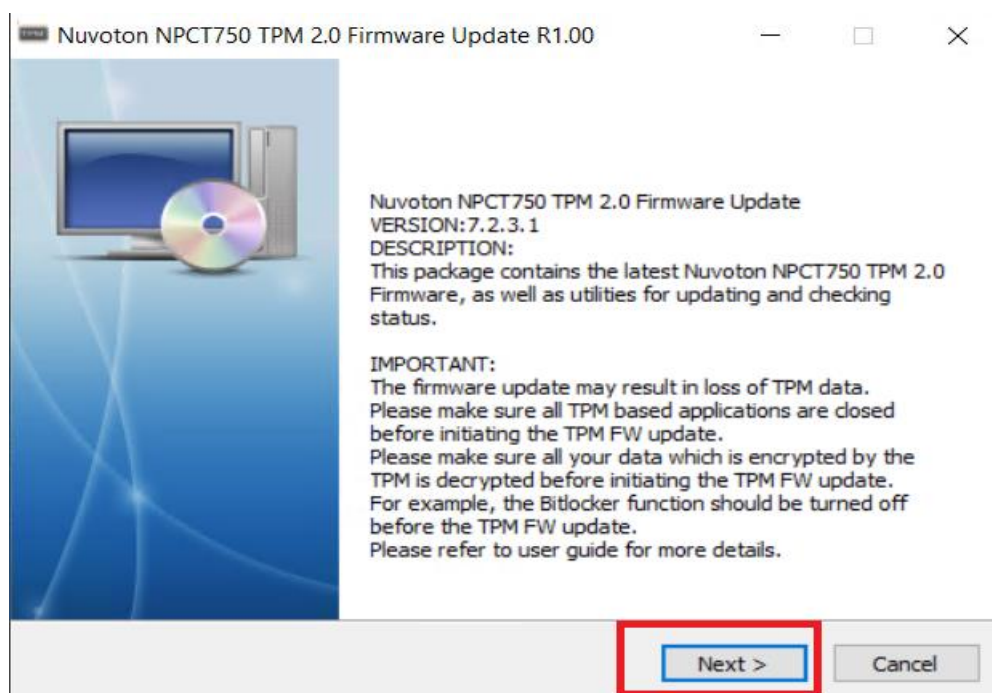 Nuvoton NPCT750 TPM 2.0 Firmware Update R1.00
Nuvoton NPCT750 TPM 2.0 Firmware Update
VERSION:7.2.3.1
DESCRIPTION:
This package contains the latest Nuvoton NPCT750 TPM 2.0
Firmware, as well as utilities for updating and checking
status.
IMPORTANT:
The firmware update may result in loss of TPM data.
Please make sure all TPM based applications are closed
before initiating the TPM FW update.
Please make sure all your data which is encrypted by the
TPM is decrypted before initiating the TPM FW update.
For example, the Bitlocker function should be turned off
before the TPM FW update.
Please refer to user guide for more details.
Next >
Cancel